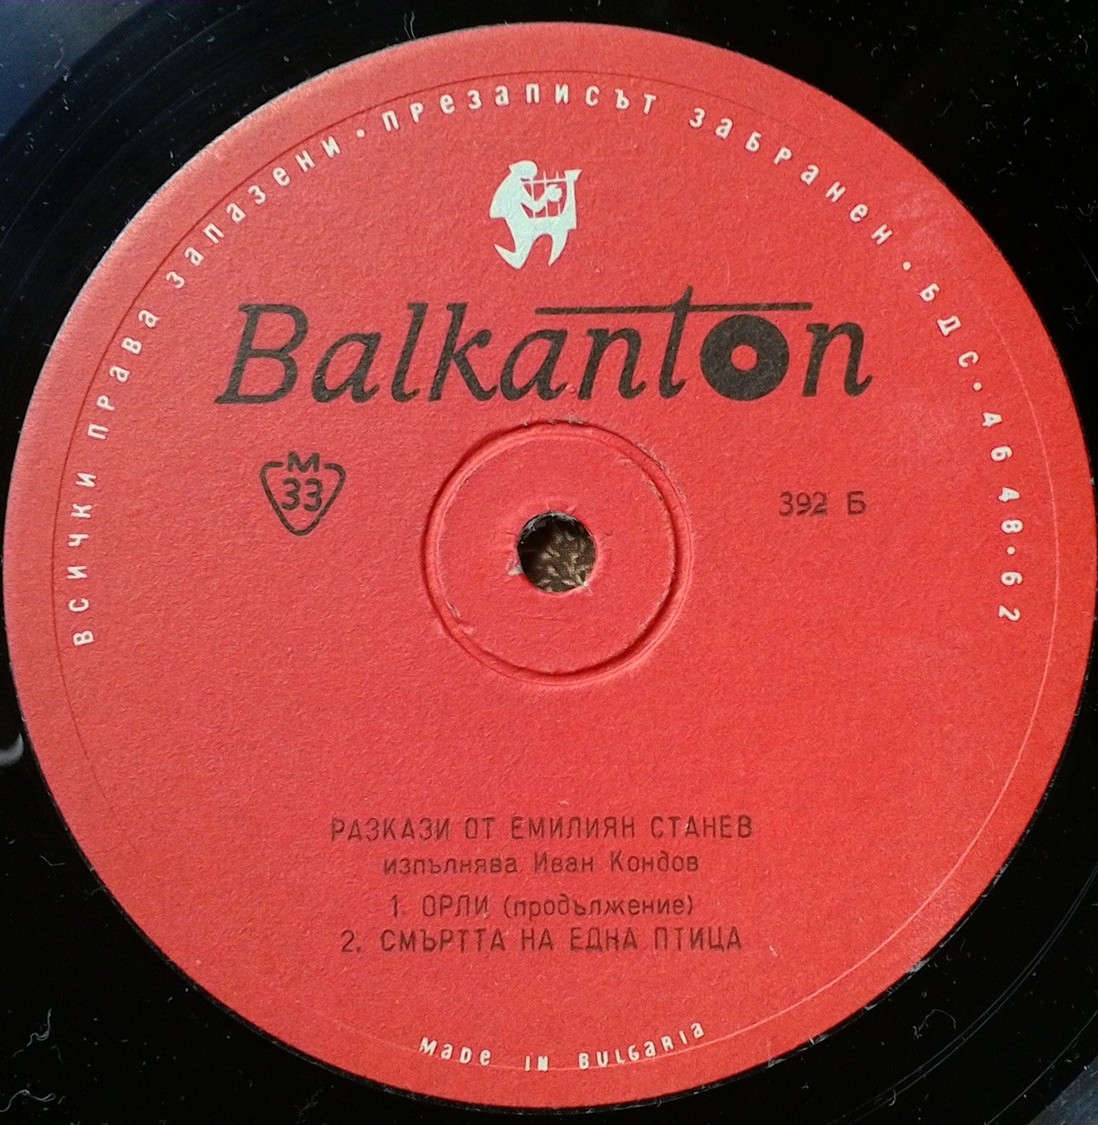 всички права запазени · презаписът забранен · БДС · 4648 · 62
Balkanton
M
33
392 Б
РАЗКАЗИ ОТ ЕМИЛИЯН СТАНЕВ
изпълнява Иван Кондов
1. ОРЛИ (продължение)
2. СМЪРТТА НА ЕДНА ПТИЦА
Made in Bulgaria